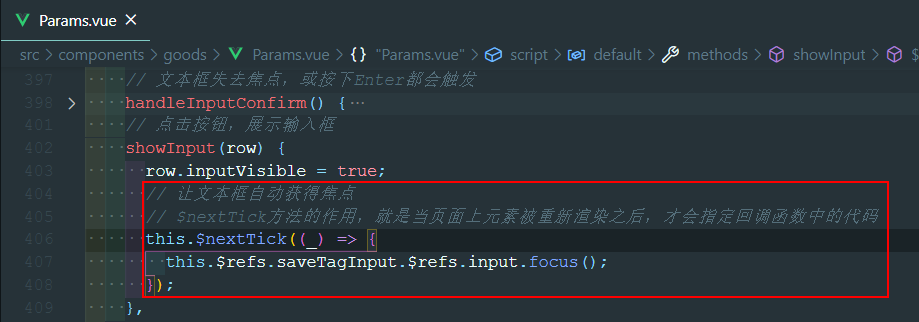 Params.vue ×
src > components > goods > Params.vue > {} "Params.vue" > script > default > methods > showInput > $
397 // 文本框失去焦点，或按下Enter都会触发
398 > handleInputConfirm() {…
401 // 点击按钮，展示输入框
402 showInput(row) {
403 row.inputVisible = true;
404 // 让文本框自动获得焦点
405 // $nextTick方法的作用，就是当页面上元素被重新渲染之后，才会指定回调函数中的代码
406 this.$nextTick((_) => {
407 this.$refs.saveTagInput.$refs.input.focus();
408 });
409 },